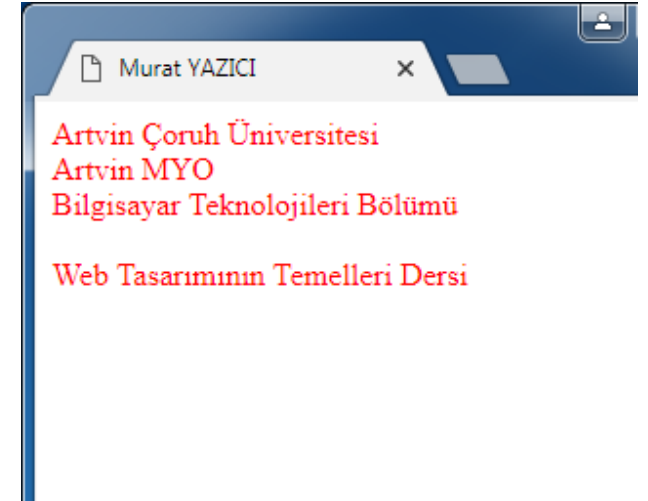 Murat YAZICI
Artvin Çoruh Üniversitesi
Artvin MYO
Bilgisayar Teknolojileri Bölümü
Web Tasarımının Temelleri Dersi